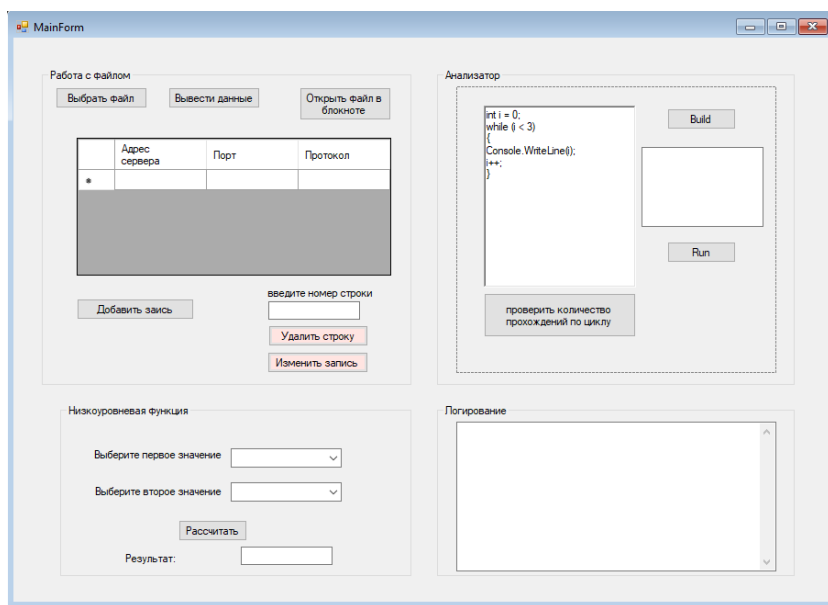 MainForm
Работа с файлом
Выбрать файл
Вывести данные
Открыть файл в
блокноте
Адрес
сервера
Порт
Протокол
Добавить заись
введите номер строки
Удалить строку
Изменить запись
Анализатор
int i = 0;
while (i < 3)
{
Console.WriteLine(i);
i++;
}
Build
Run
проверить количество
прохождений по циклу
Низкоуровневая функция
Выберите первое значение
Выберите второе значение
Рассчитать
Результат:
Логирование